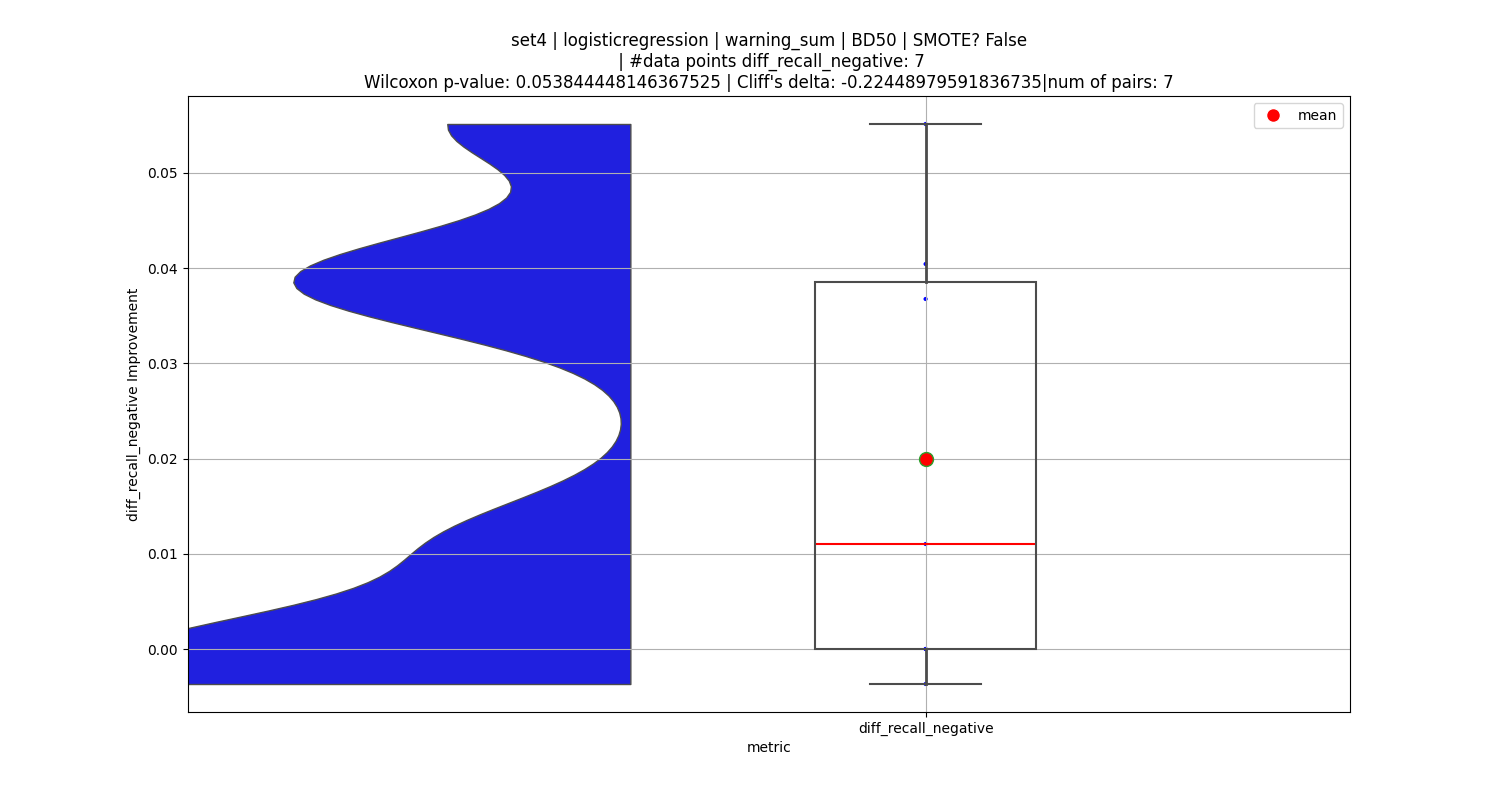 set4 | logisticregression | warning_sum | BD50 | SMOTE? False
| #data points diff_recall_negative: 7
Wilcoxon p-value: 0.053844448146367525 | Cliff's delta: -0.22448979591836735|num of pairs: 7
mean
0.05
0.04
0.03
0.02
0.01
0.00
diff_recall_negative Improvement
diff_recall_negative
metric